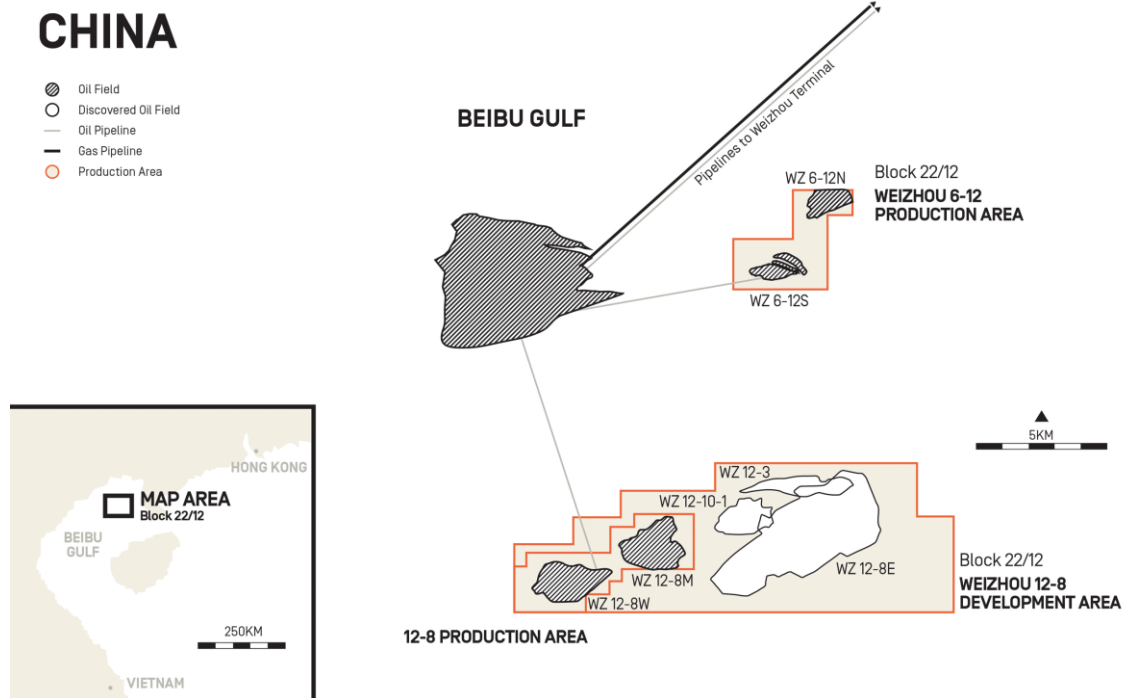 CHINA
Oil Field
Discovered Oil Field
Oil Pipeline
Gas Pipeline
Production Area
BEIBU GULF
Pipelines to Weizhou Terminal
WZ 6-12N
Block 22/12
WEIZHOU 6-12
PRODUCTION AREA
WZ 6-12S
5KM
HONG KONG
MAP AREA
Block 22/12
BEIBU
GULF
250KM
VIETNAM
WZ 12-3
WZ 12-10-1
WZ 12-8E
WZ 12-8M
WZ 12-8W
Block 22/12
WEIZHOU 12-8
DEVELOPMENT AREA
12-8 PRODUCTION AREA